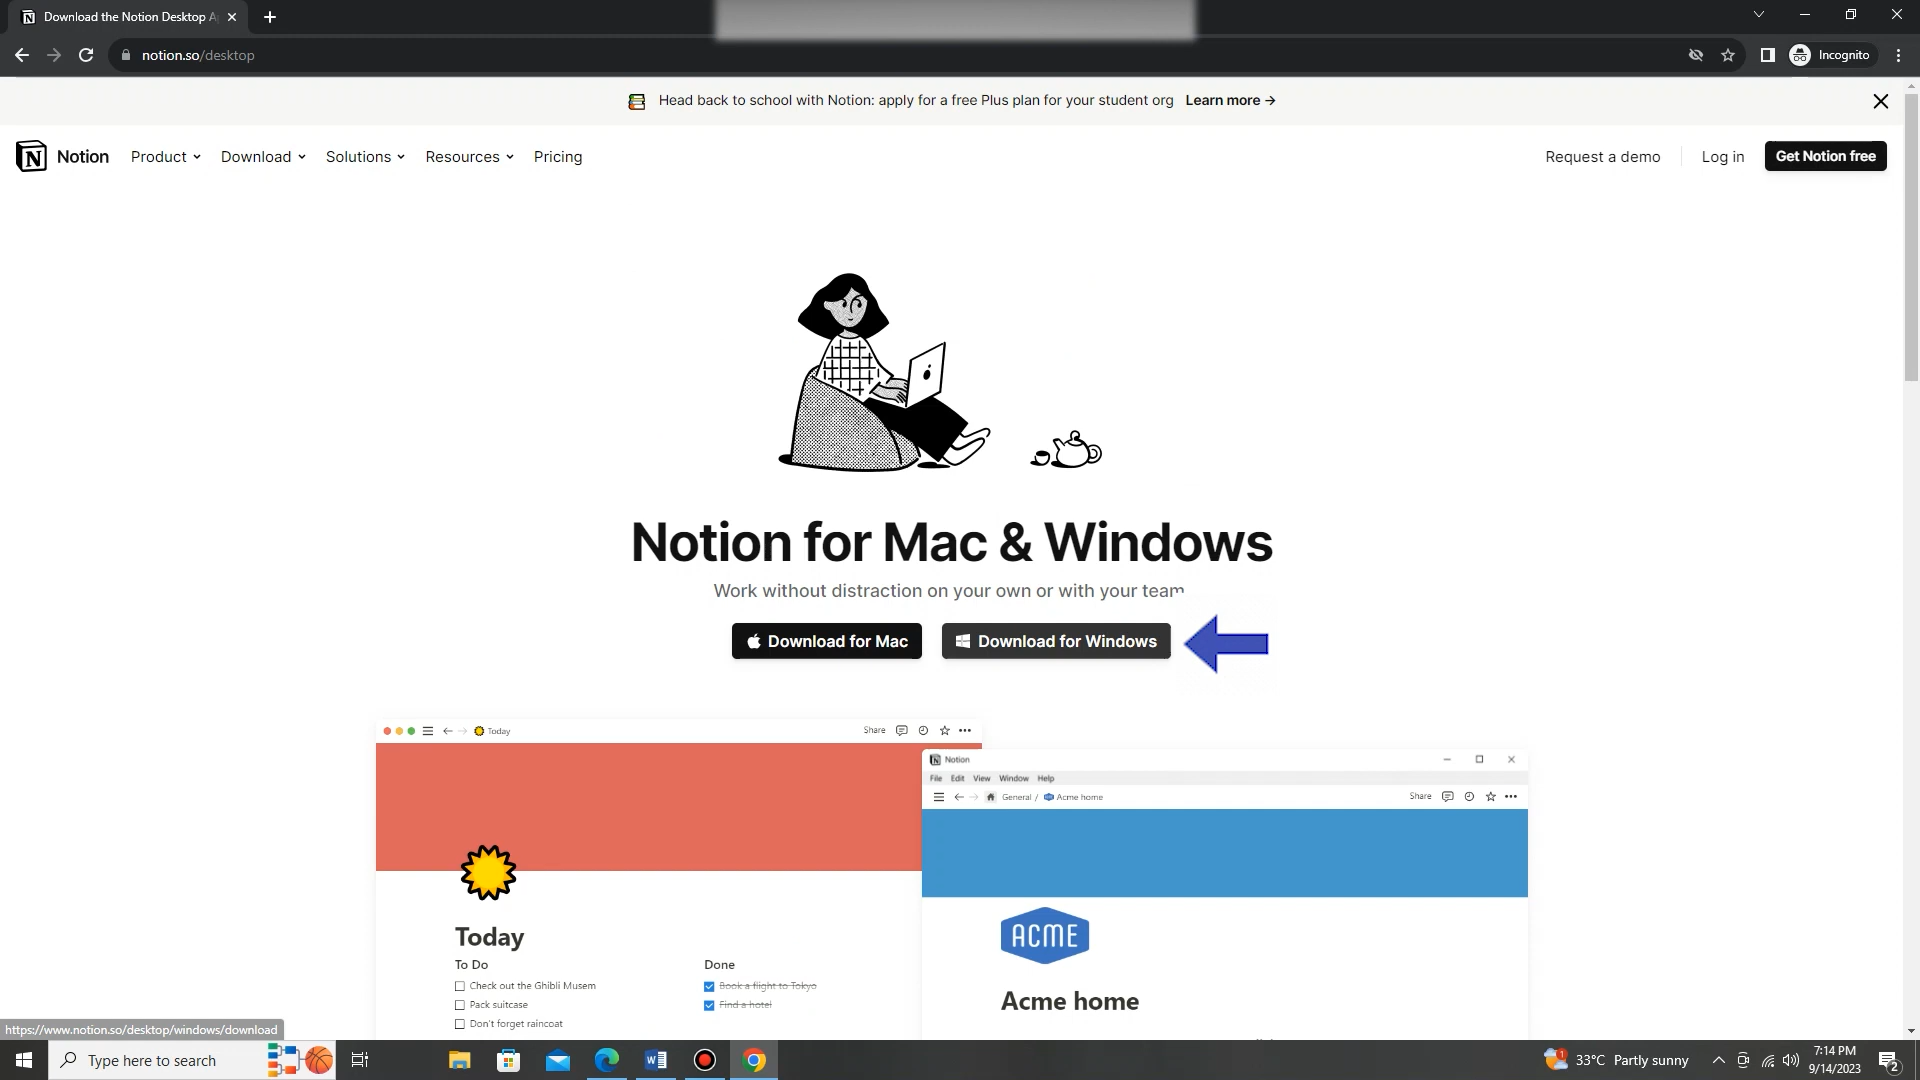 Download the Notion Desktop A
notion.so/desktop
Incognito
Head back to school with Notion: apply for a free Plus plan for your student org Learn more →
Notion Product Download Solutions Resources Pricing Request a demo Log in Get Notion free
Notion for Mac & Windows
Work without distraction on your own or with your team
Download for Mac Download for Windows
Today Share
Today
To Do Done
Check out the Ghibli Musem Book a flight to Tokyo
Pack suitcase Find a hotel
Don't forget raincoat
Notion
File Edit View Window Help
General / Acme home Share
ACME
Acme home
https://www.notion.so/desktop/windows/download
Type here to search
1
33°C Partly sunny
7:14 PM
9/14/2023
2